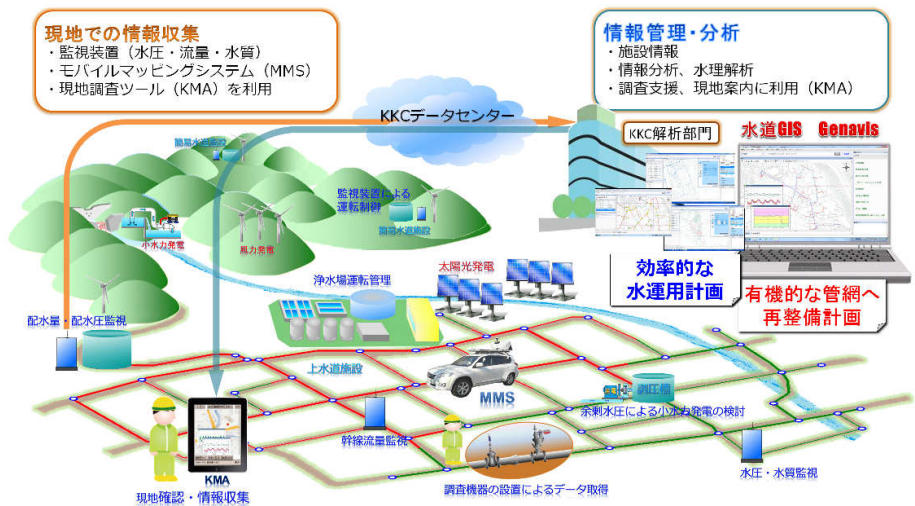 現地での情報収集
・監視装置(水圧・流量・水質)
・モバイルマッピングシステム(MMS)
・現地調査ツール(KMA)を利用
情報管理・分析
・施設情報
・情報分析、水理解析
・調査支援、現地案内に利用(KMA)
KKCデータセンター
KKC解析部門
水道GIS Genavis
簡易水道施設
監視装置による
運転制御
簡易水道施設
小水力発電
風力発電
太陽光発電
浄水場運転管理
効率的な
水運用計画
有機的な管網へ
再整備計画
配水量・配水圧監視
上水道施設
MMS
調圧槽
余剰水圧による小水力発電の検討
幹線流量監視
水圧・水質監視
KMA
現地確認・情報収集
調査機器の設置によるデータ取得